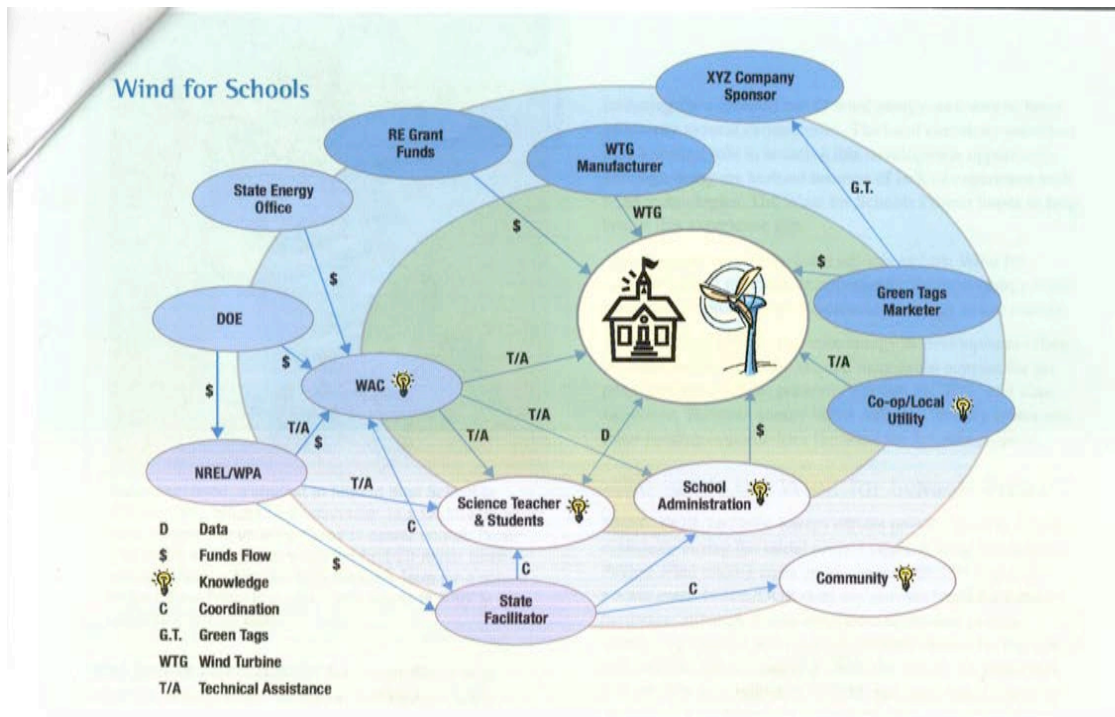 Wind for Schools
XYZ Company
Sponsor
RE Grant
Funds
WTG
Manufacturer
State Energy
Office
G.T.
$
WTG
$
$
Green Tags
Marketer
DOE
$
$
T/A
T/A
WAC
Co-op/Local
Utility
T/A
T/A
$
T/A
D
$
NREL/WPA
T/A
School
Administration
Science Teacher
& Students
C
D Data
$ Funds Flow
Knowledge
C Coordination
G.T. Green Tags
WTG Wind Turbine
T/A Technical Assistance
$
C
Community
C
State
Facilitator